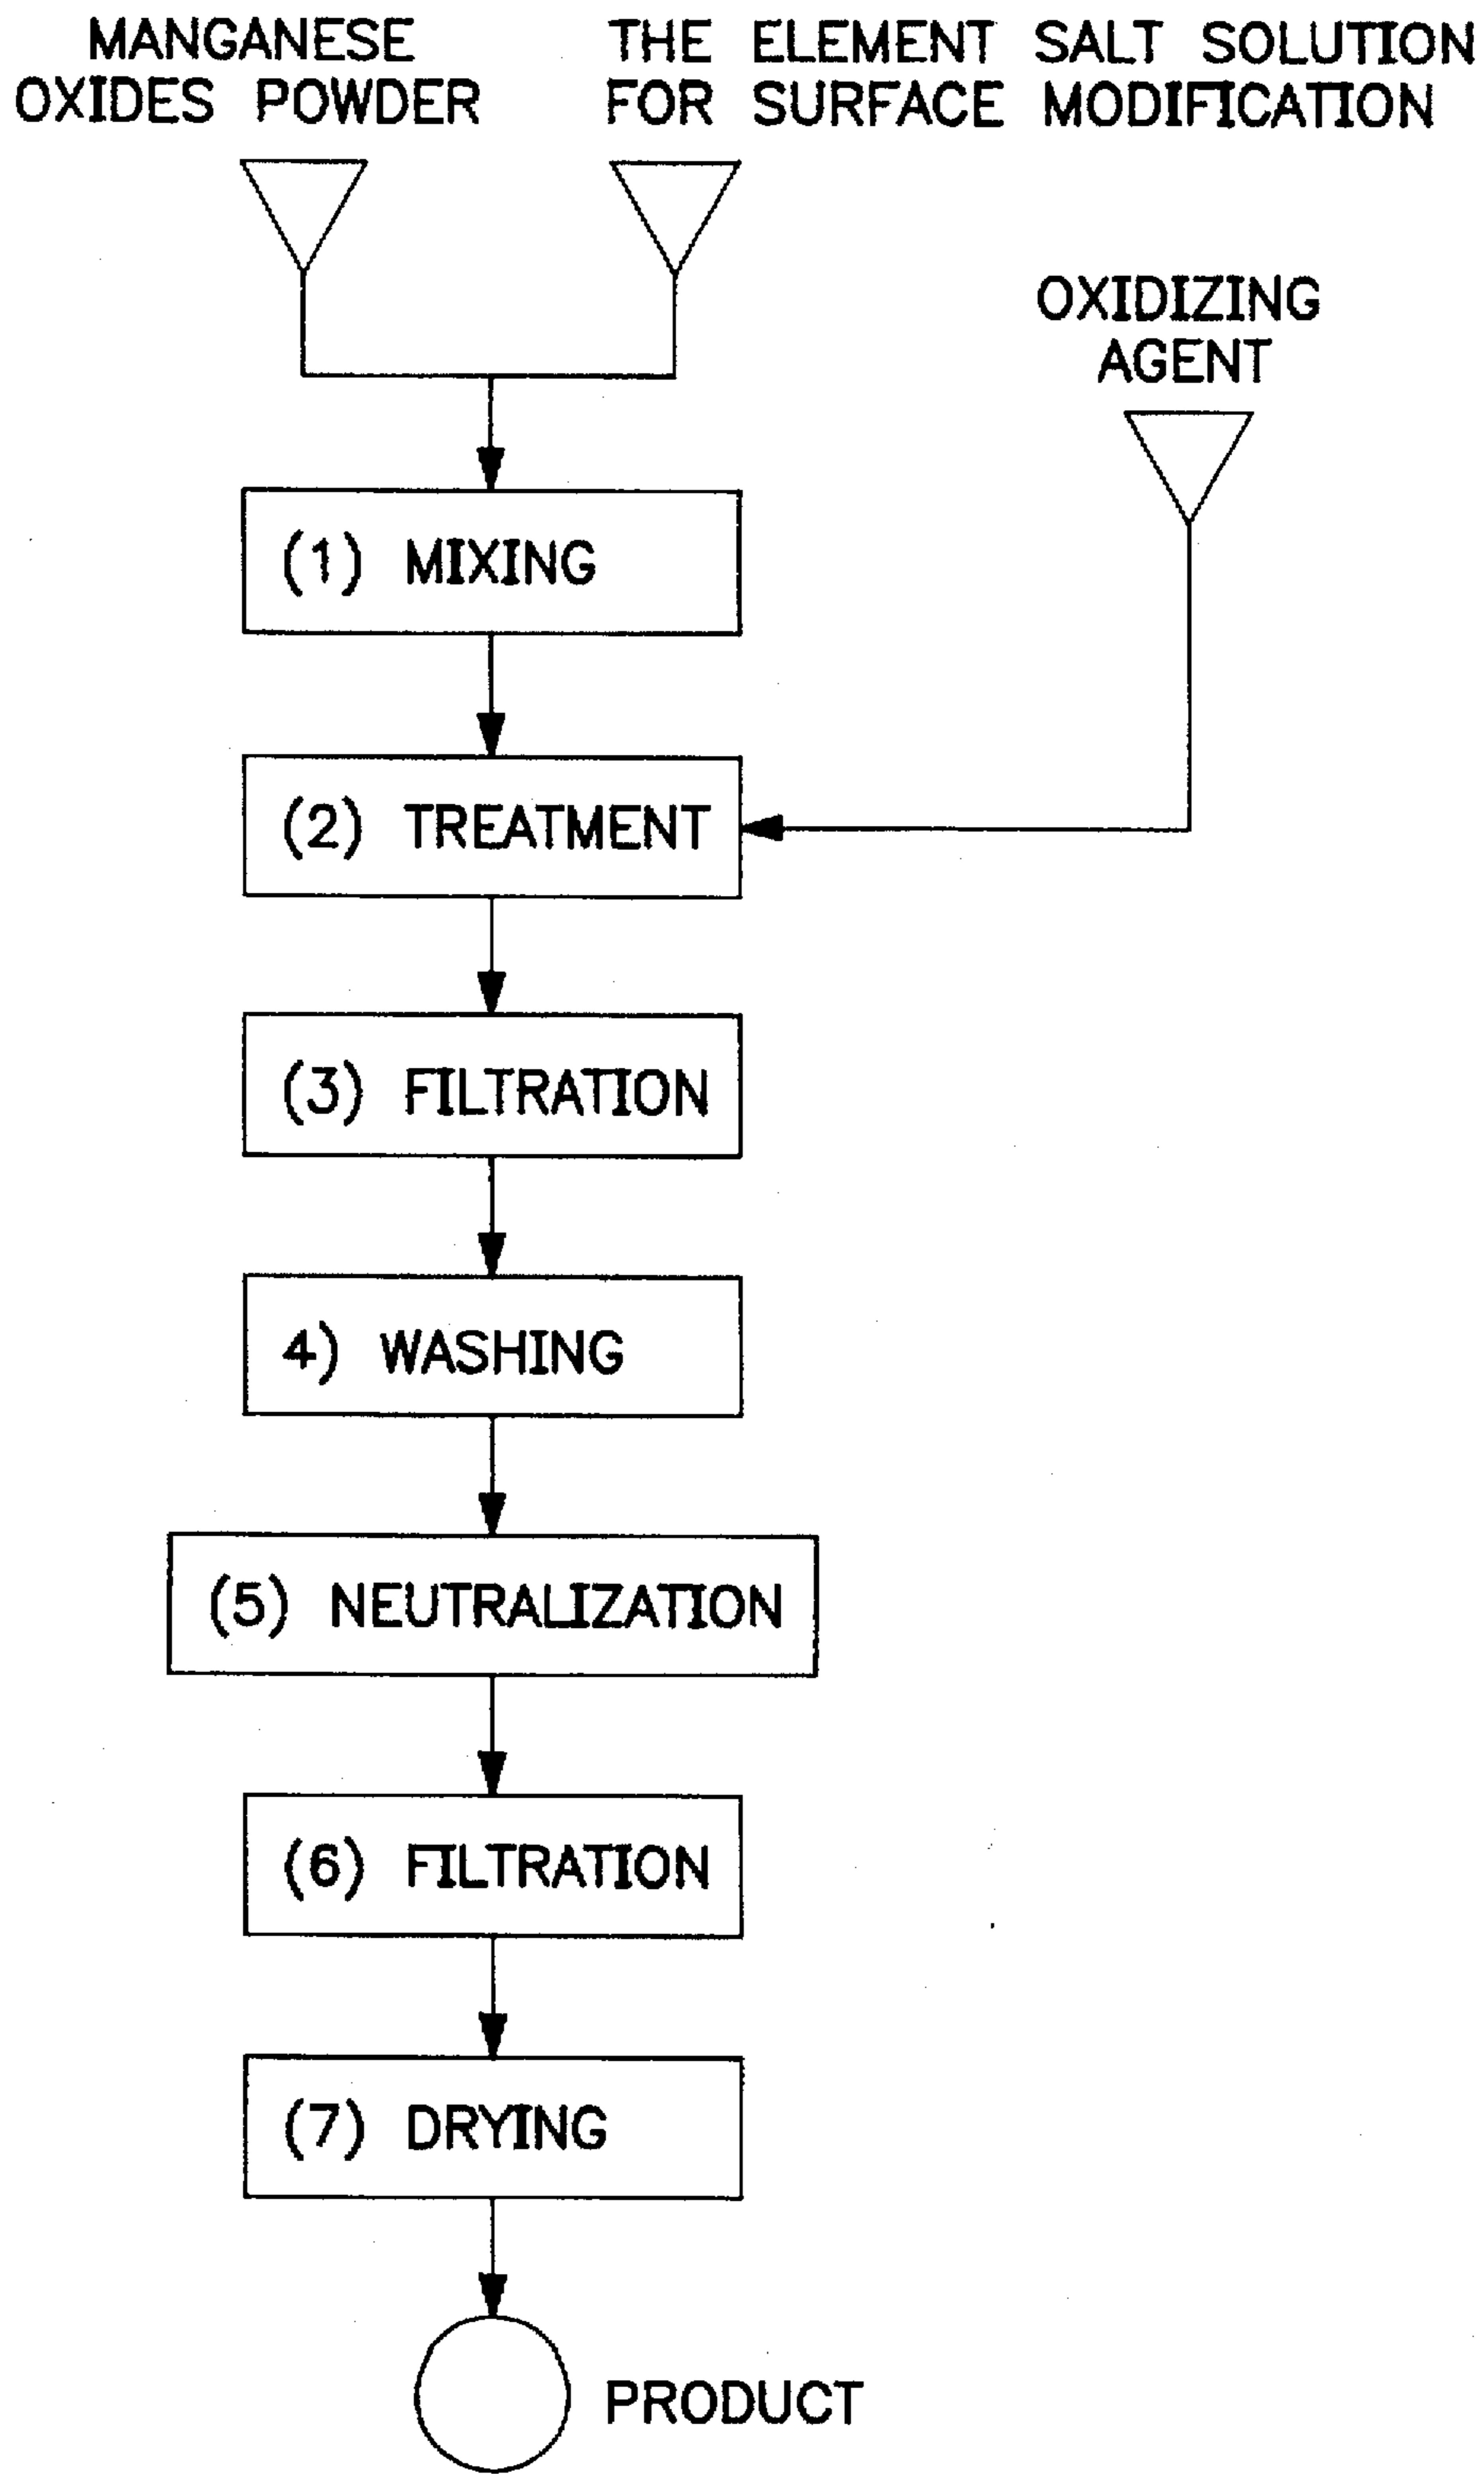 MANGANESE
OXIDES POWDER
THE ELEMENT SALT SOLUTION
FOR SURFACE MODIFICATION
OXIDIZING
AGENT
(1) MIXING
(2) TREATMENT
(3) FILTRATION
4) WASHING
(5) NEUTRALIZATION
(6) FILTRATION
(7) DRYING
PRODUCT